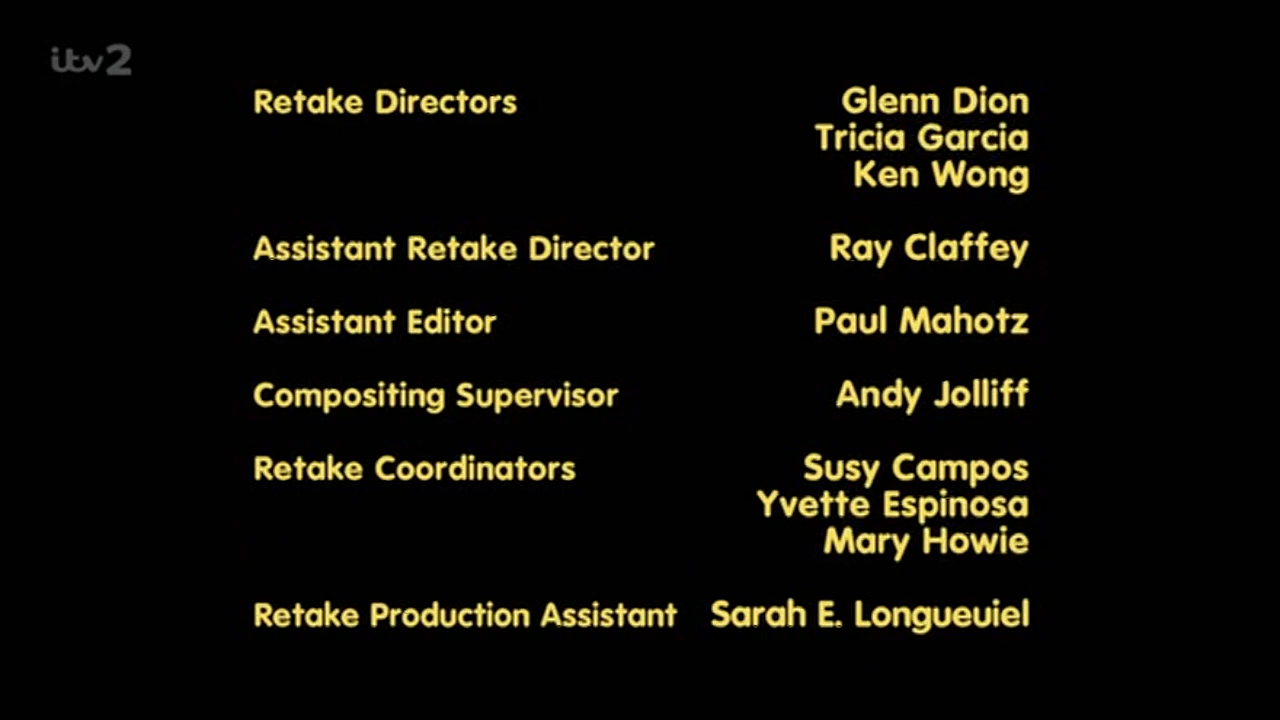 itv2
Retake Directors Glenn Dion
Tricia Garcia
Ken Wong
Assistant Retake Director Ray Claffey
Assistant Editor Paul Mahotz
Compositing Supervisor Andy Jolliff
Retake Coordinators Susy Campos
Yvette Espinosa
Mary Howie
Retake Production Assistant Sarah E. Longueuiel